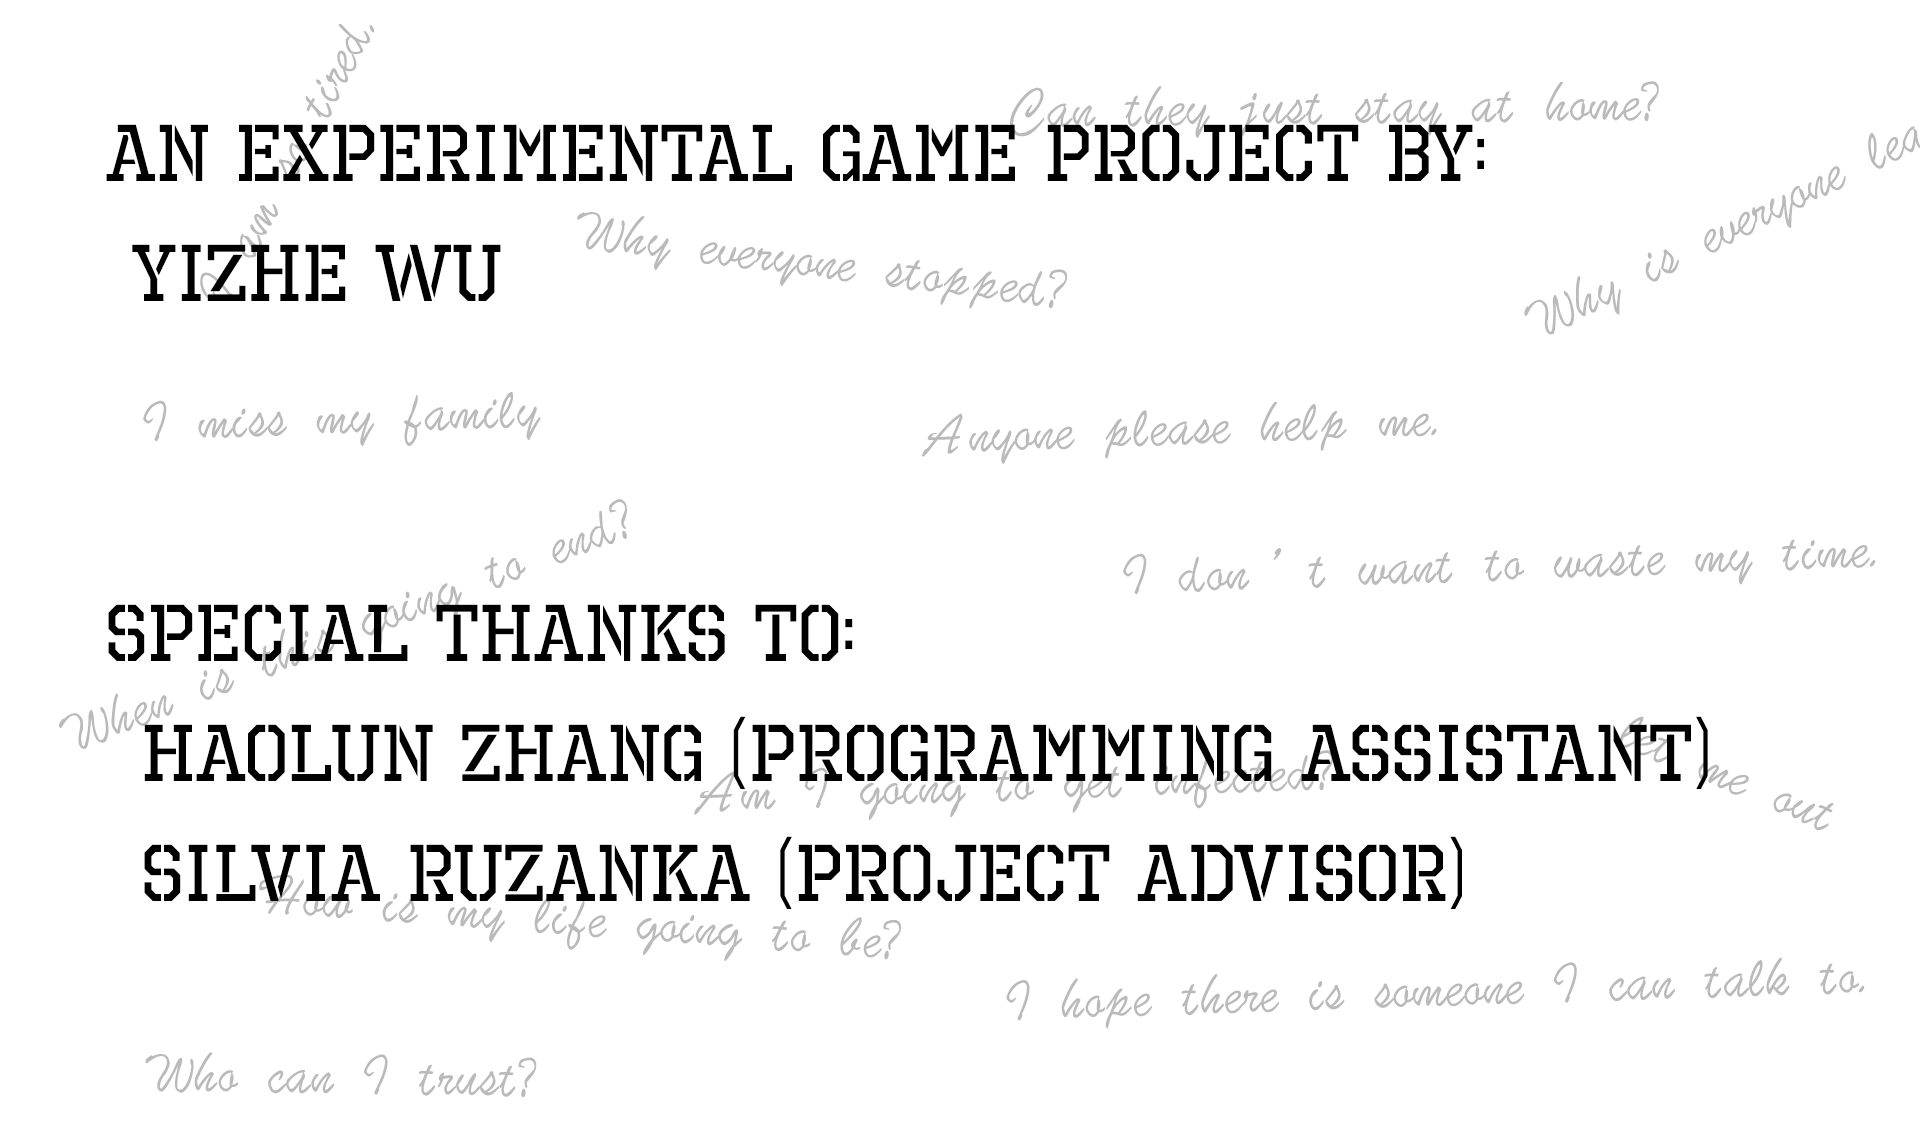 I am so tired.
Can they just stay at home?
AN EXPERIMENTAL GAME PROJECT BY:
Why is everyone
YIZHE WU
Why everyone stopped?
I miss my family
Anyone please help me.
When is this going to end?
I don't want to waste my time.
SPECIAL THANKS TO:
HAOLUN ZHANG (PROGRAMMING ASSISTANT)
Let me out
Am I going to get infected?
SILVIA RUZANKA (PROJECT ADVISOR)
How is my life going to be?
I hope there is someone I can talk to.
Who can I trust?